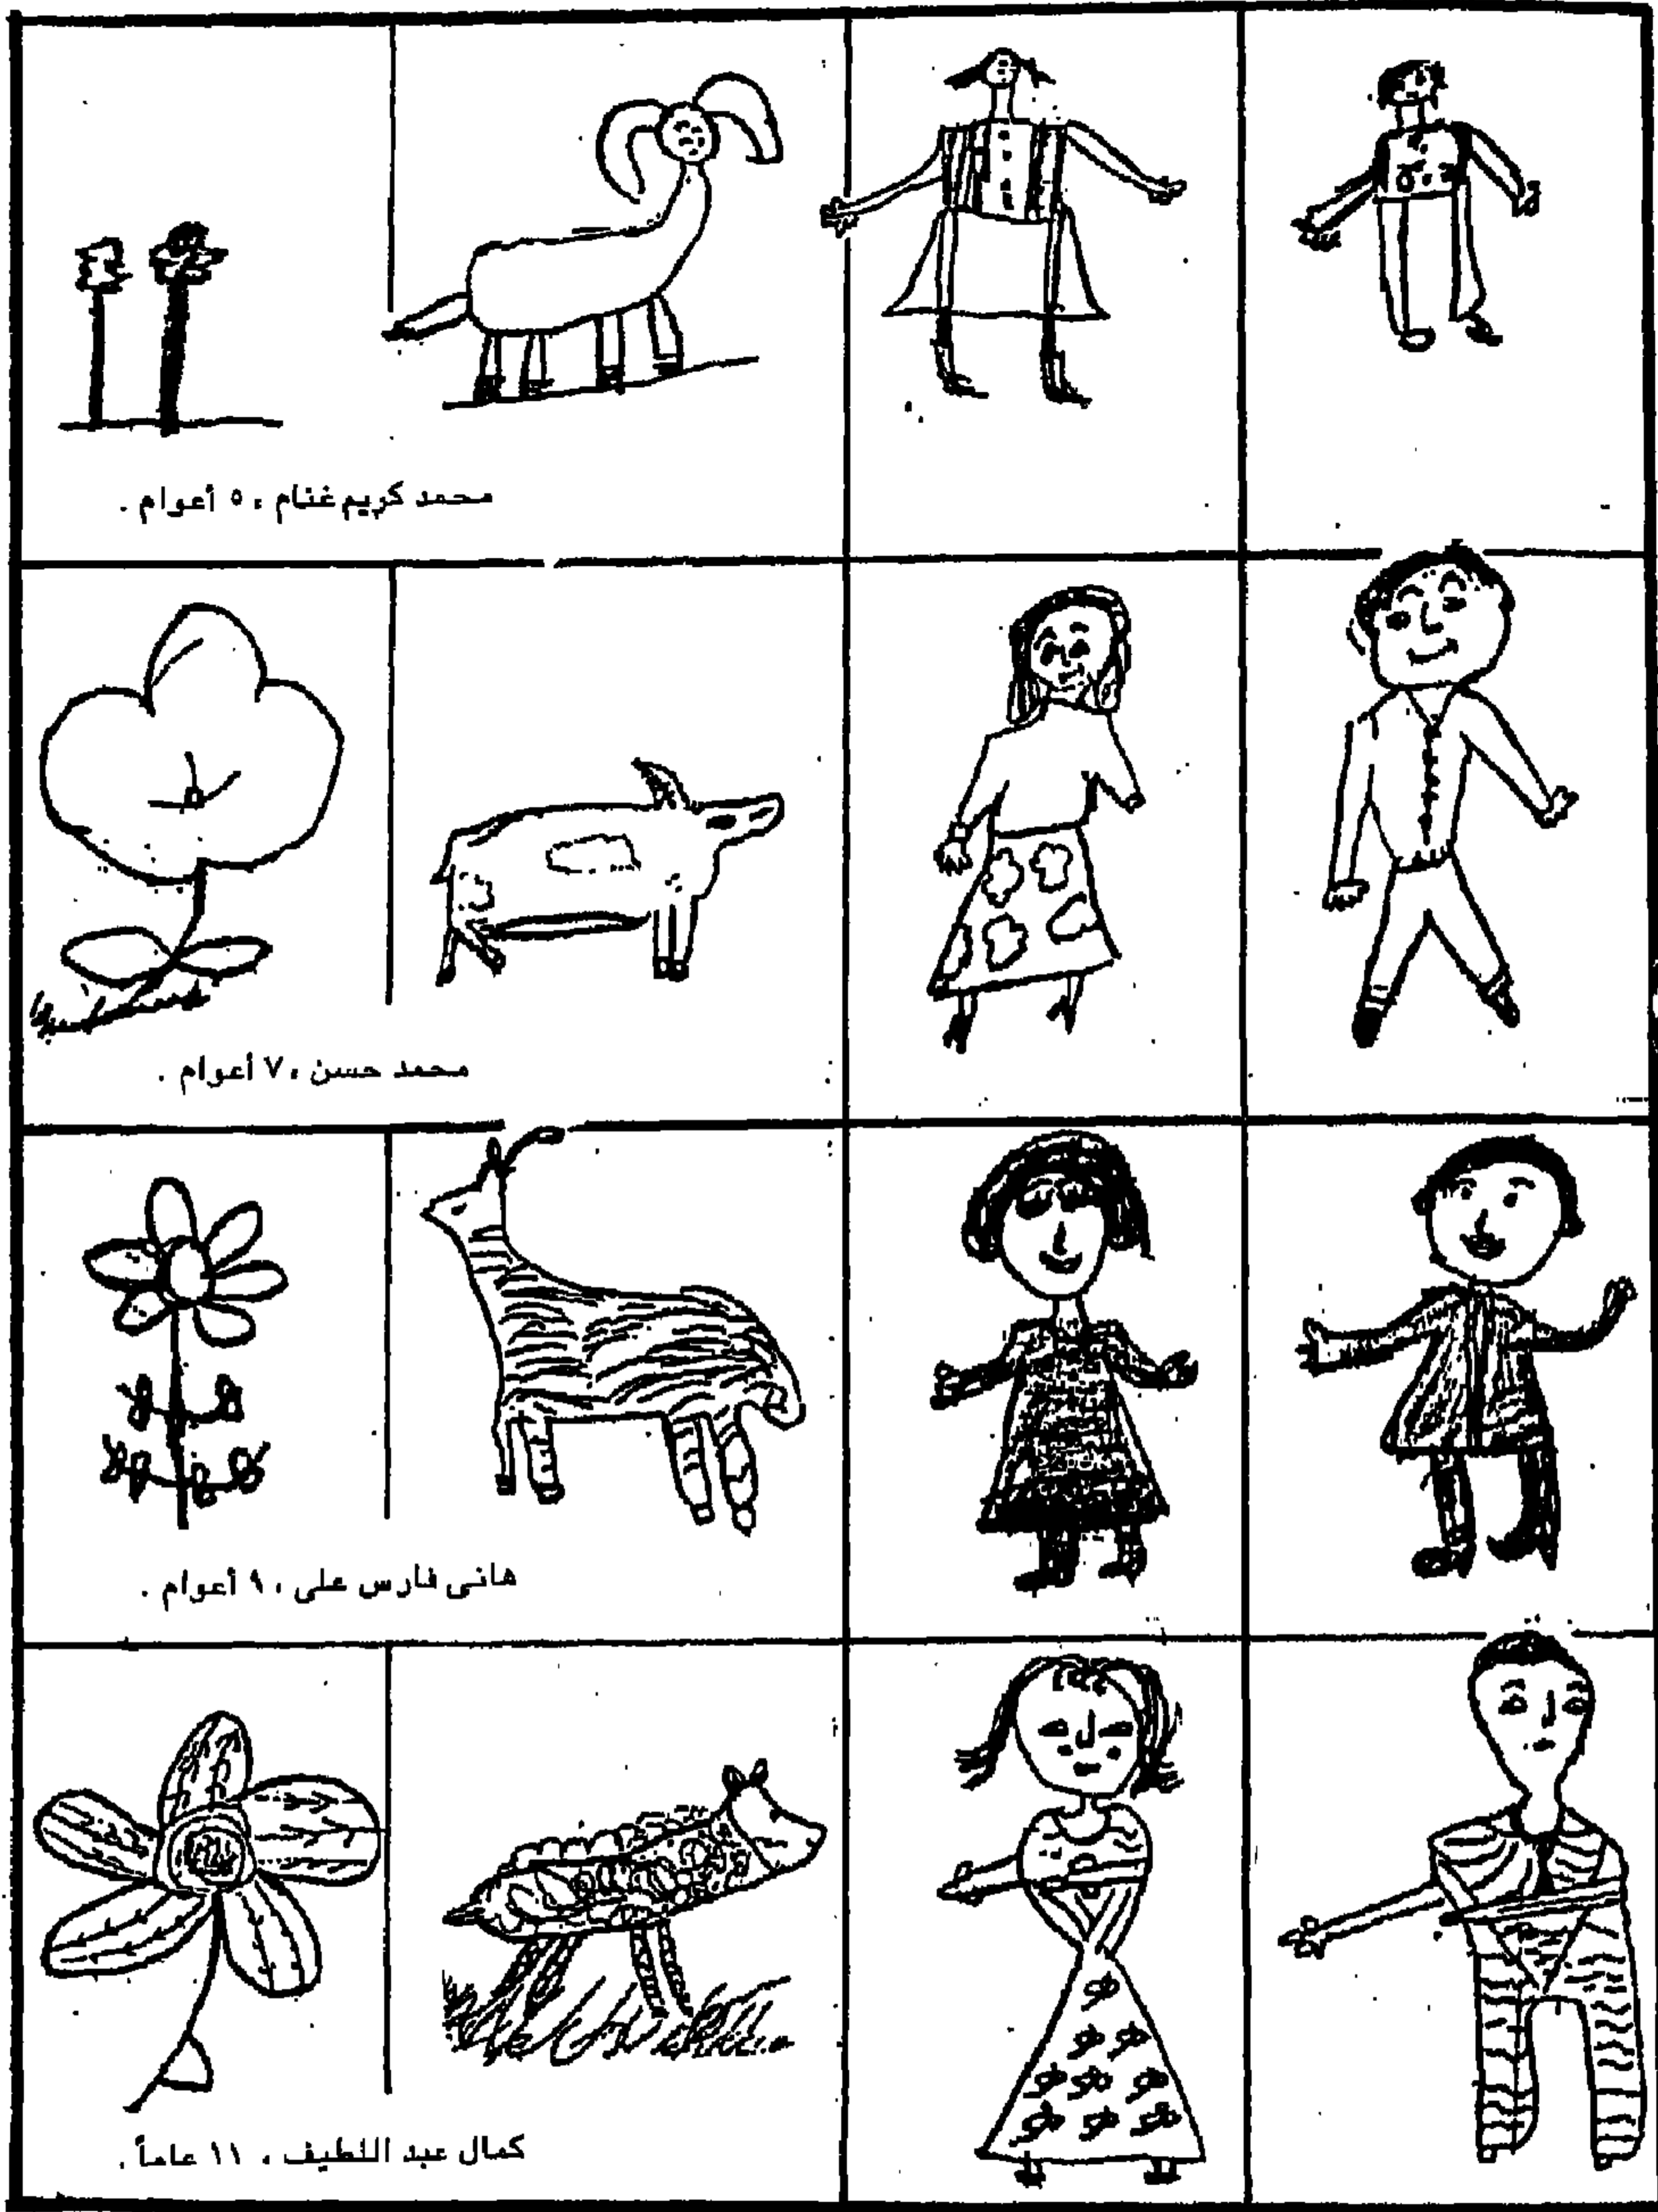 محمد كريم غنام ، ٥ أعوام .
محمد حسن ، ٧ أعوام .
هانى فارس على ، ٩ أعوام .
كمال عبد اللطيف ، ١١ عاماً .